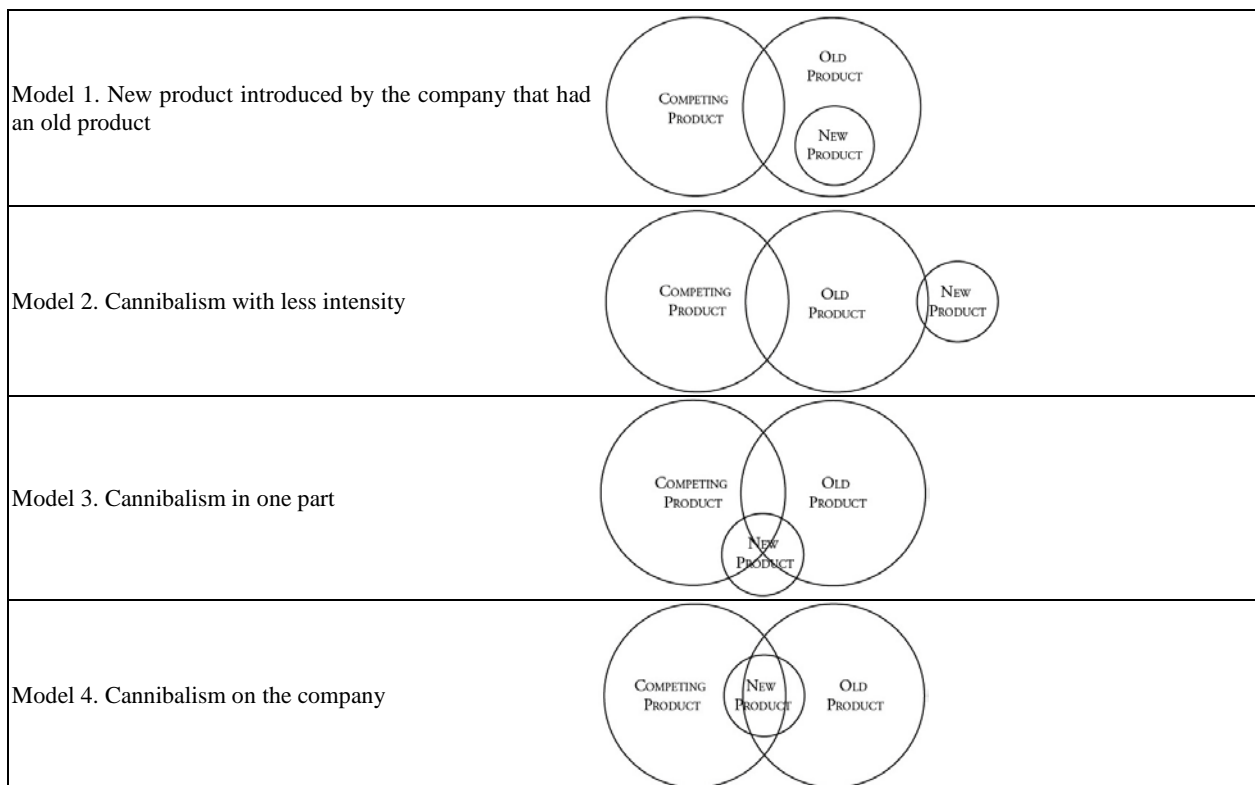 Model 1. New product introduced by the company that had
an old product
COMPETING
PRODUCT
OLD
PRODUCT
NEW
PRODUCT
Model 2. Cannibalism with less intensity
COMPETING
PRODUCT
OLD
PRODUCT
NEW
PRODUCT
Model 3. Cannibalism in one part
COMPETING
PRODUCT
NEW
PRODUCT
OLD
PRODUCT
Model 4. Cannibalism on the company
COMPETING
PRODUCT
NEW
PRODUCT
OLD
PRODUCT